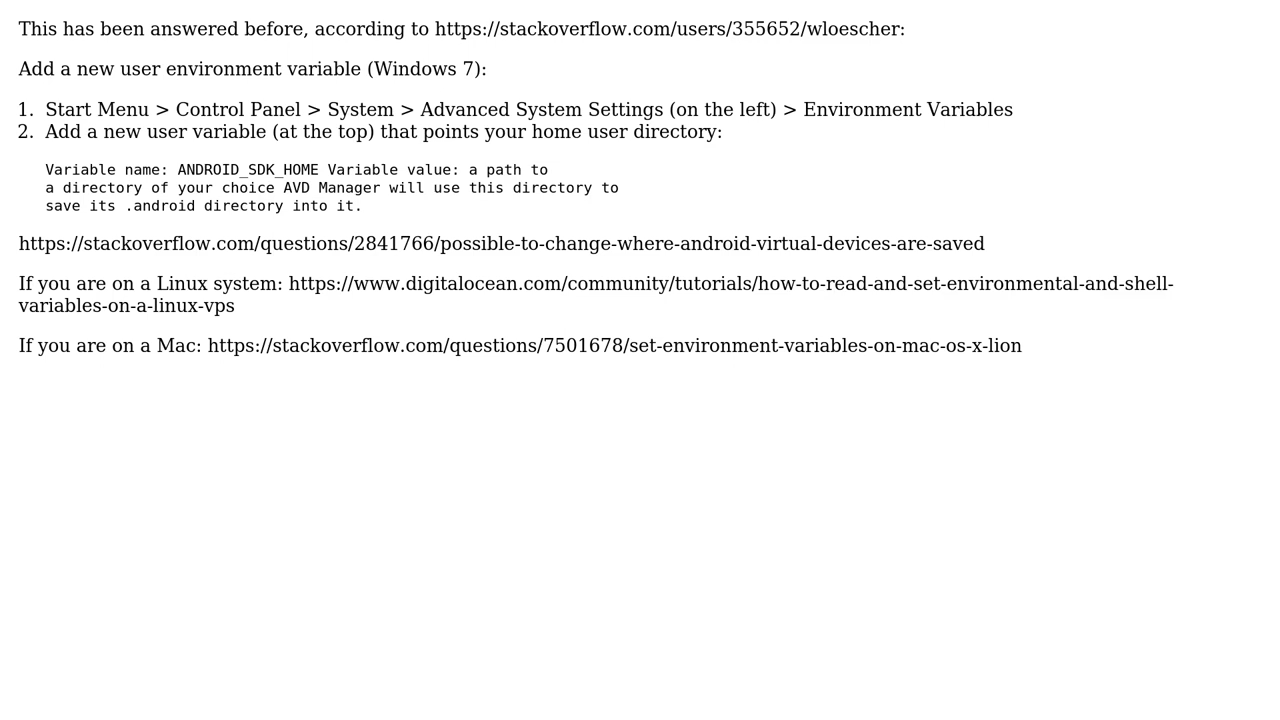 This has been answered before, according to https://stackoverflow.com/users/355652/wloescher:
Add a new user environment variable (Windows 7):
1. Start Menu > Control Panel > System > Advanced System Settings (on the left) > Environment Variables
2. Add a new user variable (at the top) that points your home user directory:
Variable name: ANDROID_SDK_HOME Variable value: a path to
a directory of your choice AVD Manager will use this directory to
save its .android directory into it.
https://stackoverflow.com/questions/2841766/possible-to-change-where-android-virtual-devices-are-saved
If you are on a Linux system: https://www.digitalocean.com/community/tutorials/how-to-read-and-set-environmental-and-shell-
variables-on-a-linux-vps
If you are on a Mac: https://stackoverflow.com/questions/7501678/set-environment-variables-on-mac-os-x-lion